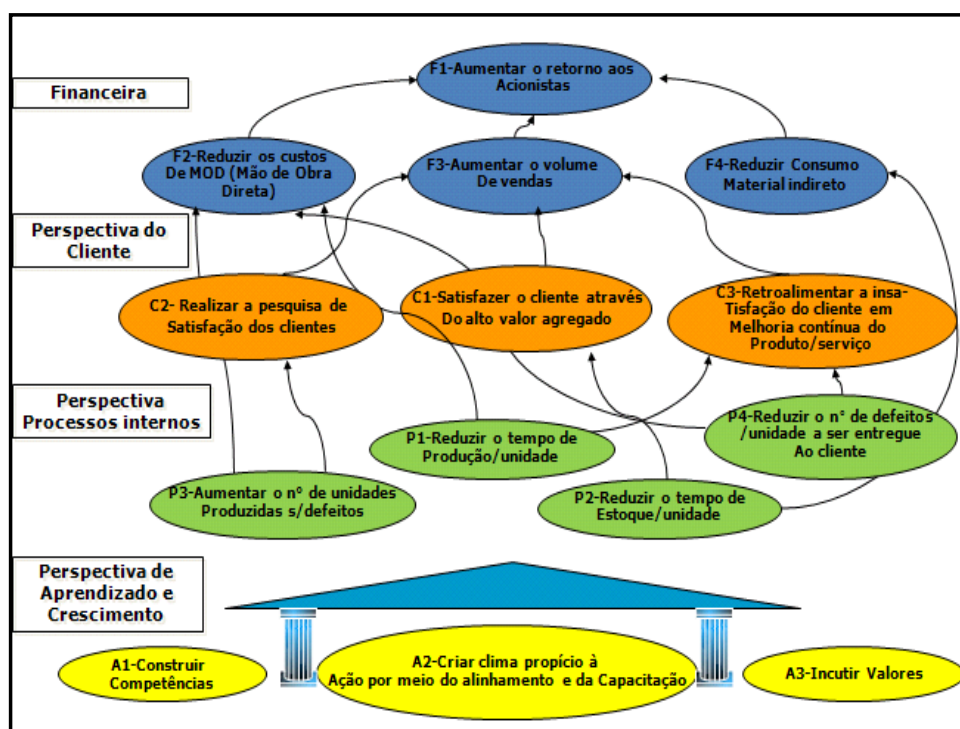 F1-Aumentar o retorno aos
Acionistas
Financeira
F2-Reduzir os custos
De MOD (Mão de Obra
Direta)
F3-Aumentar o volume
De vendas
F4-Reduzir Consumo
Material indireto
Perspectiva do
Cliente
C2- Realizar a pesquisa de
Satisfação dos clientes
C1-Satisfazer o cliente através
Do alto valor agregado
C3-Retroalimentar a insa-
Tisfação do cliente em
Melhoria contínua do
Produto/serviço
Perspectiva
Processos internos
P1-Reduzir o tempo de
Produção/unidade
P4-Reduzir o n° de defeitos
/unidade a ser entregue
Ao cliente
P3-Aumentar o nº de unidades
Produzidas s/defeitos
P2-Reduzir o tempo de
Estoque/unidade
Perspectiva de
Aprendizado e
Crescimento
A1-Construir
Competências
A2-Criar clima propício à
Ação por meio do alinhamento e da Capacitação
A3-Incutir Valores